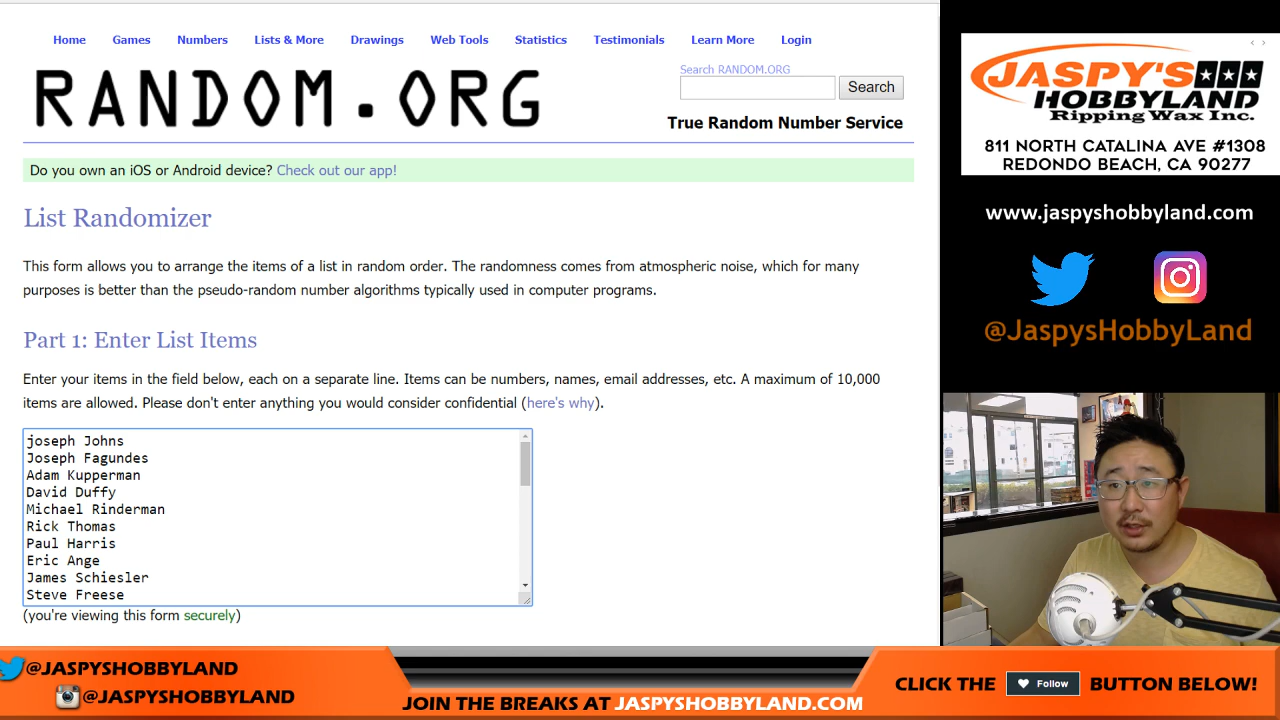 Home Games Numbers Lists & More Drawings Web Tools Statistics Testimonials Learn More Login
RANDOM.ORG
Search RANDOM.ORG
Search
True Random Number Service
Do you own an iOS or Android device? Check out our app!
List Randomizer
This form allows you to arrange the items of a list in random order. The randomness comes from atmospheric noise, which for many
purposes is better than the pseudo-random number algorithms typically used in computer programs.
Part 1: Enter List Items
Enter your items in the field below, each on a separate line. Items can be numbers, names, email addresses, etc. A maximum of 10,000
items are allowed. Please don't enter anything you would consider confidential (here's why).
joseph Johns
Joseph Fagundes
Adam Kupperman
David Duffy
Michael Rinderman
Rick Thomas
Paul Harris
Eric Ange
James Schiesler
Steve Freese
(you're viewing this form securely)
JASPY'S
HOBBYLAND
Ripping Wax Inc.
811 NORTH CATALINA AVE #1308
REDONDO BEACH, CA 90277
www.jaspyshobbyland.com
@JaspysHobbyLand
@JASPYSHOBBYLAND
@JASPYSHOBBYLAND
JOIN THE BREAKS AT JASPYSHOBBYLAND.COM
CLICK THE Follow BUTTON BELOW!